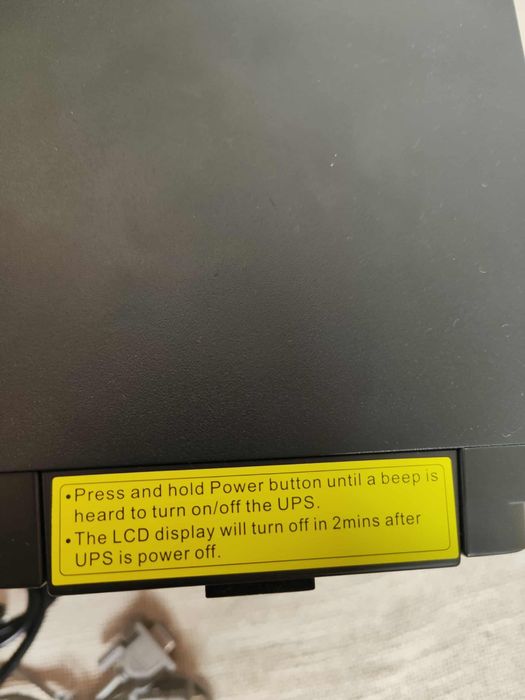 •Press and hold Power button until a beep is
heard to turn on/off the UPS.
•The LCD display will turn off in 2mins after
UPS is power off.